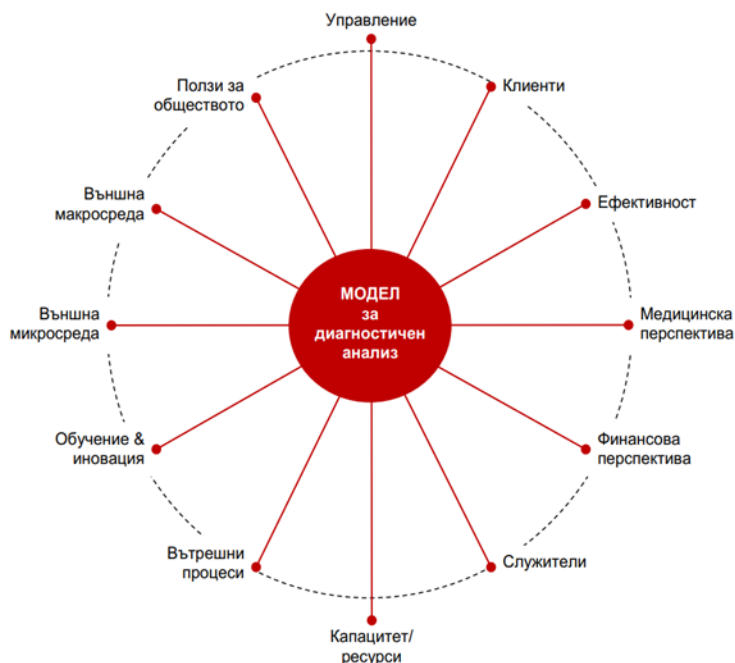 Управление
Клиенти
Ефективност
Медицинска
перспектива
Финансова
перспектива
Служители
Капацитет/
ресурси
Вътрешни
процеси
Обучение &
иновация
Външна
микросреда
Външна
макросреда
Ползи за
обществото
МОДЕЛ
за
диагностичен
анализ